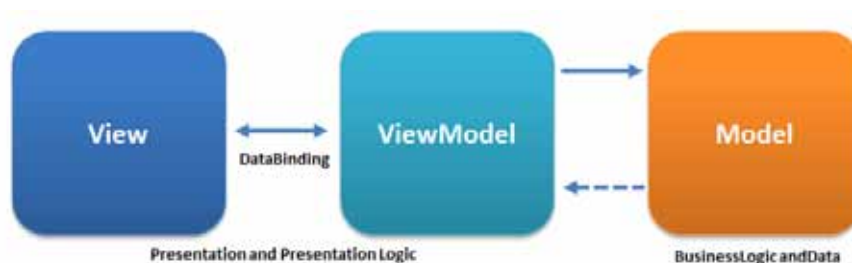 View
ViewModel
Model
DataBinding
Presentation and Presentation Logic
BusinessLogic andData